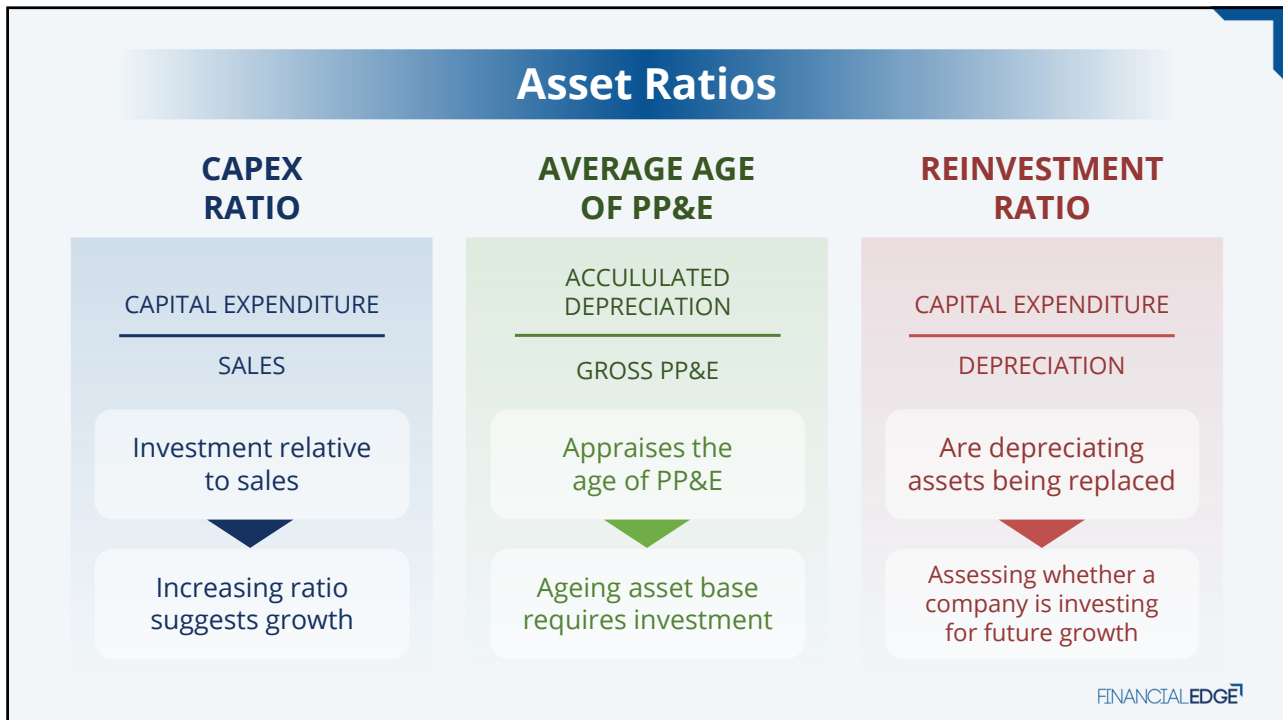 Asset Ratios
CAPEX
RATIO
CAPITAL EXPENDITURE
SALES
Investment relative
to sales
Increasing ratio
suggests growth
AVERAGE AGE
OF PP&E
ACCULULATED
DEPRECIATION
GROSS PP&E
Appraises the
age of PP&E
Ageing asset base
requires investment
REINVESTMENT
RATIO
CAPITAL EXPENDITURE
DEPRECIATION
Are depreciating
assets being replaced
Assessing whether a
company is investing
for future growth
FINANCIALEDGE